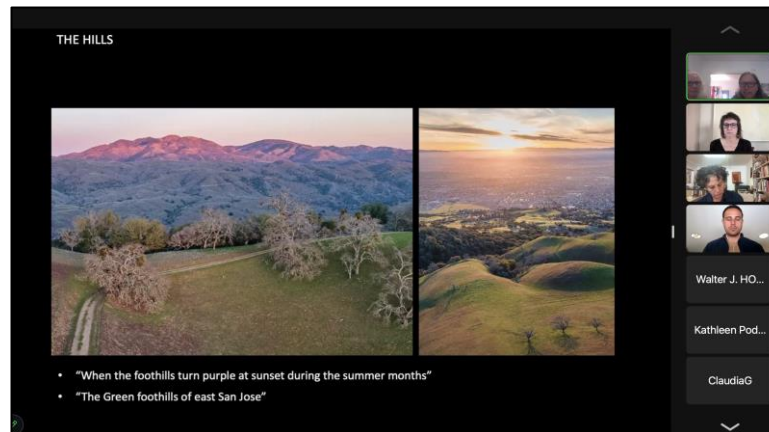 THE HILLS
• "When the foothills turn purple at sunset during the summer months"
• "The Green foothills of east San Jose"
Walter J. HO...
Kathleen Pod...
ClaudiaG